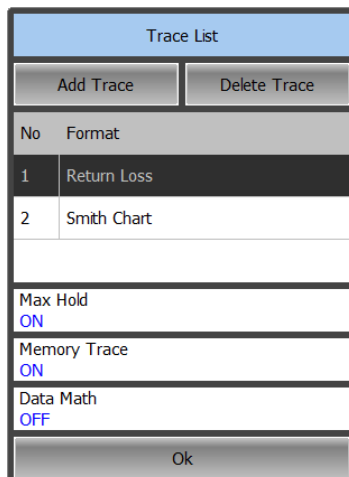 Trace List
Add Trace Delete Trace
No Format
1 Return Loss
2 Smith Chart
Max Hold
ON
Memory Trace
ON
Data Math
OFF
Ok